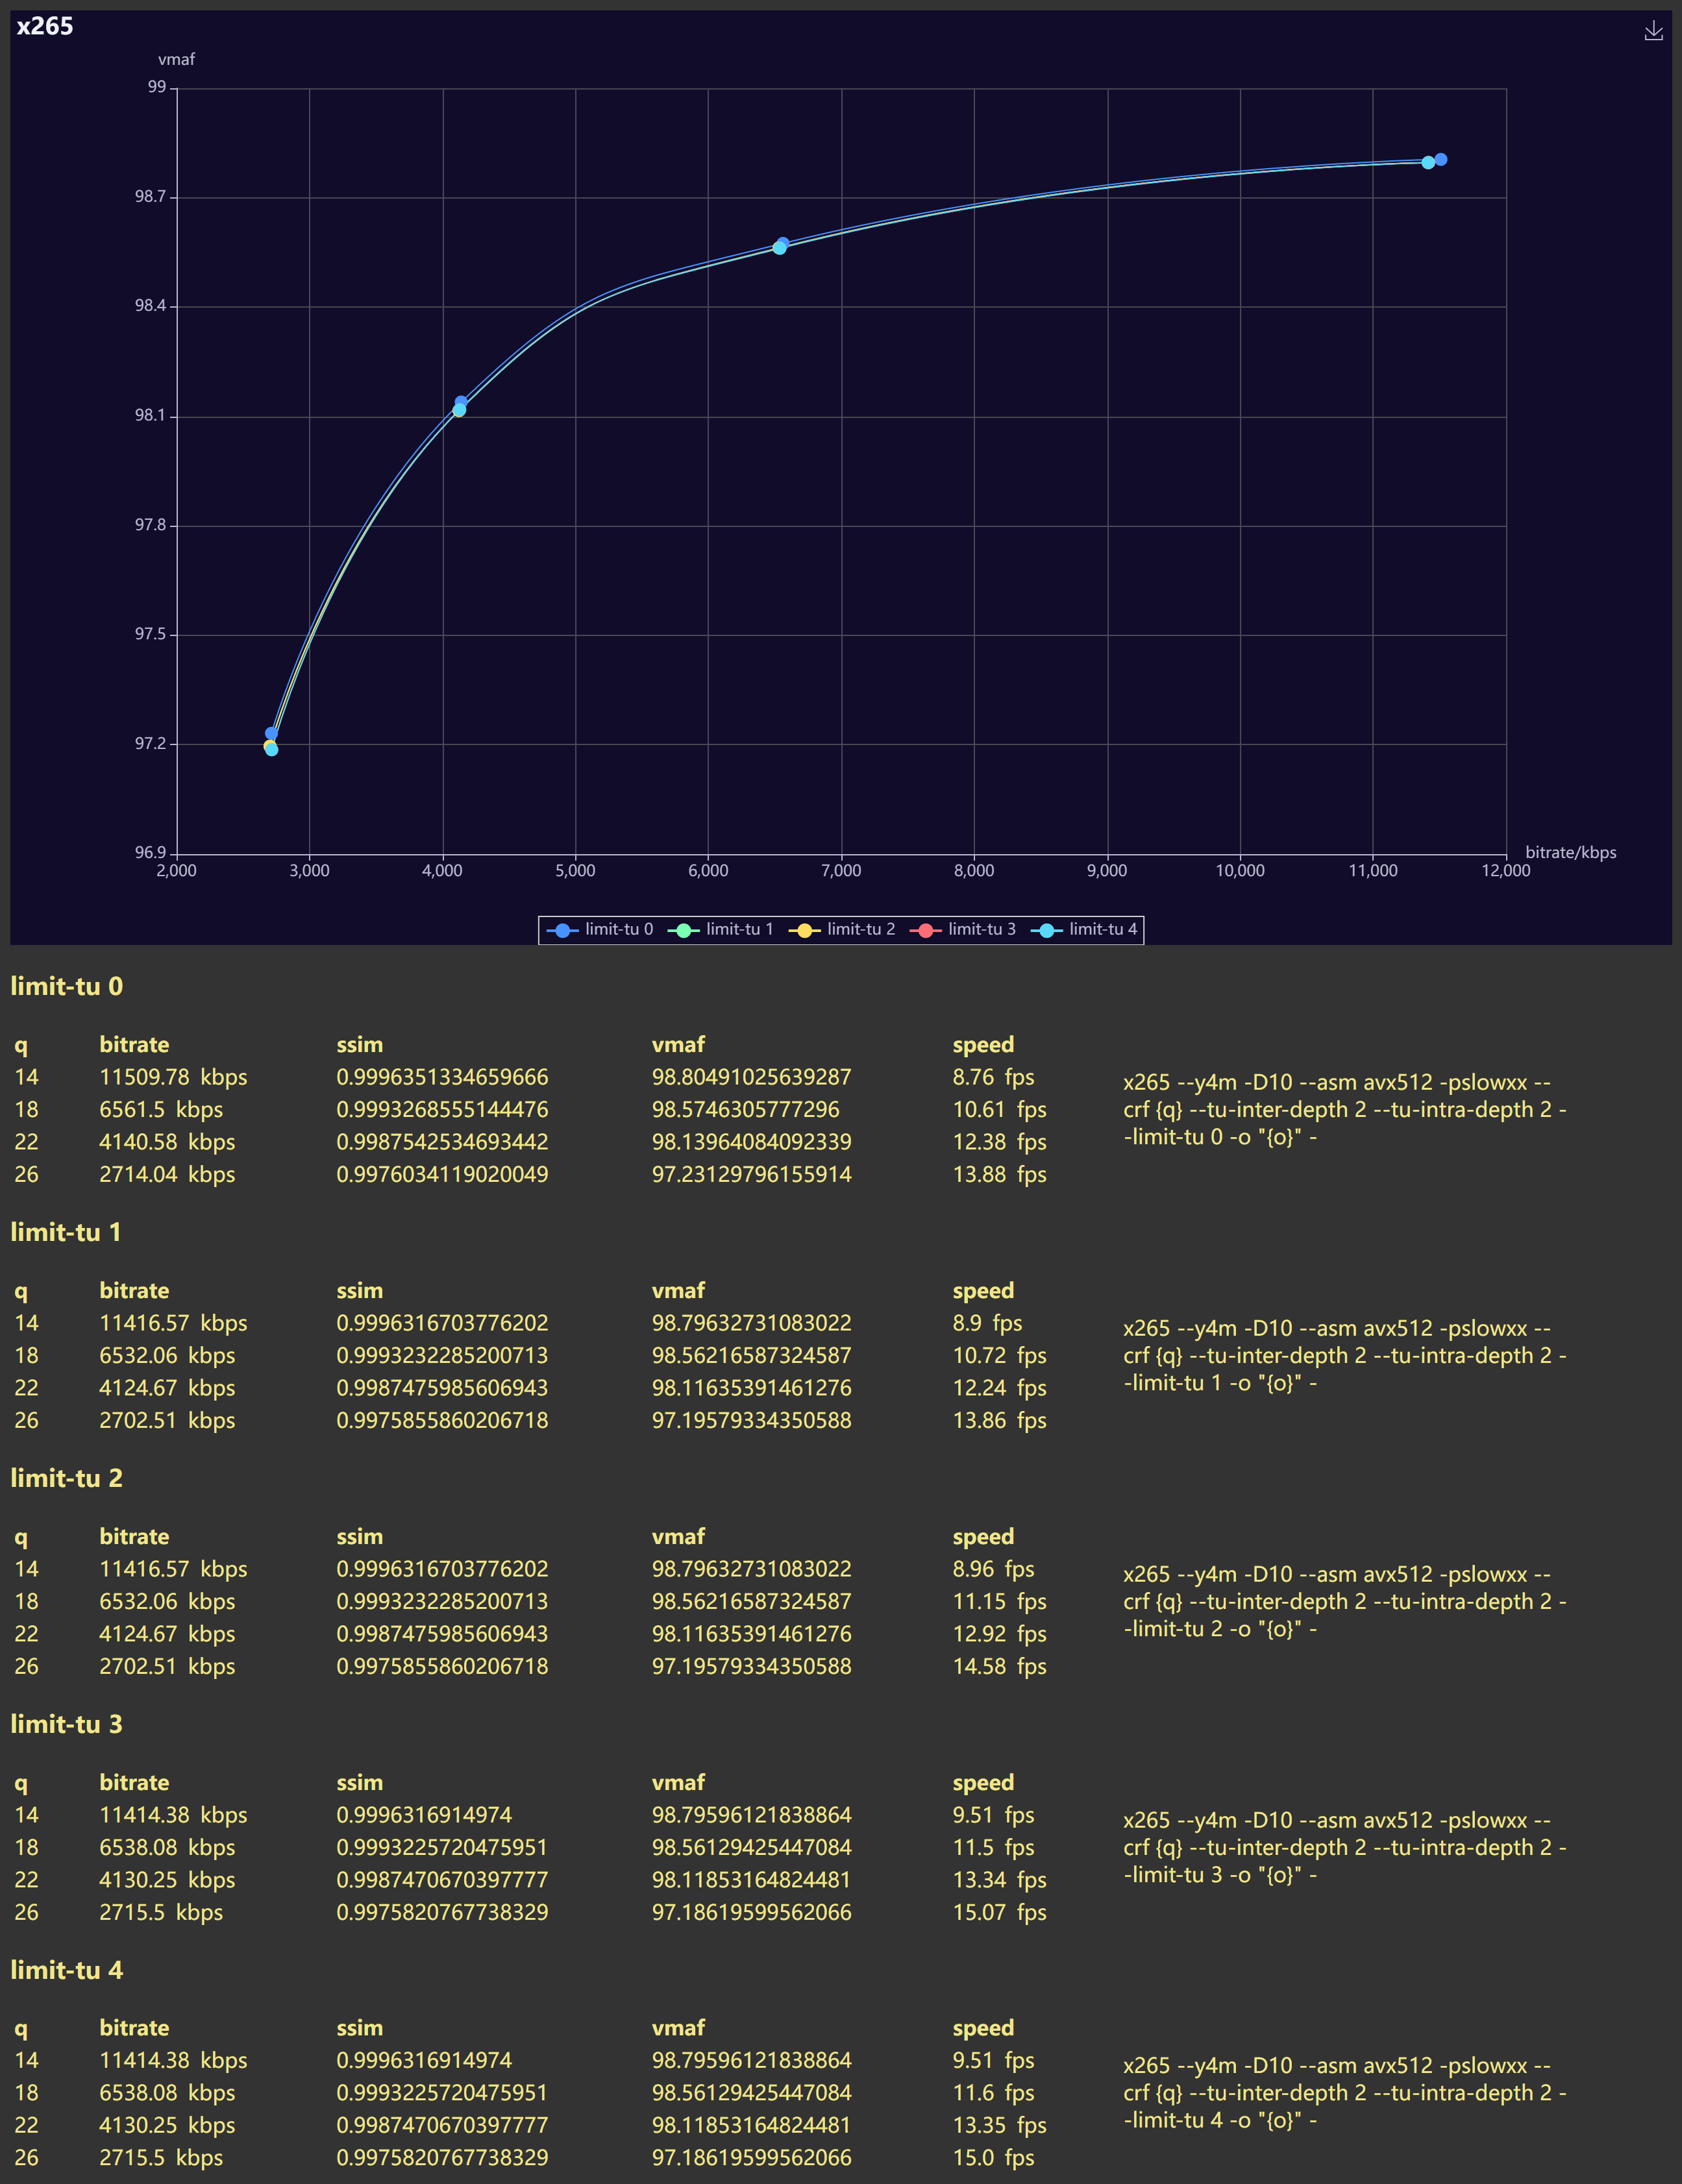 x265
vmaf
99
98.7
98.4
98.1
97.8
97.5
97.2
96.9
2,000 3,000 4,000 5,000 6,000 7,000 8,000 9,000 10,000 11,000 12,000
bitrate/kbps
limit-tu 0 limit-tu 1 limit-tu 2 limit-tu 3 limit-tu 4
limit-tu 0
q bitrate ssim vmaf speed
14 11509.78 kbps 0.9996351334659666 98.80491025639287 8.76 fps
18 6561.5 kbps 0.9993268555144476 98.5746305777296 10.61 fps
22 4140.58 kbps 0.9987542534693442 98.13964084092339 12.38 fps
26 2714.04 kbps 0.9976034119020049 97.23129796155914 13.88 fps
x265 --y4m -D10 --asm avx512 -pslowxx --
crf {q} --tu-inter-depth 2 --tu-intra-depth 2 -
-limit-tu 0 -o "{o}" -
limit-tu 1
q bitrate ssim vmaf speed
14 11416.57 kbps 0.9996316703776202 98.79632731083022 8.9 fps
18 6532.06 kbps 0.9993232285200713 98.56216587324587 10.72 fps
22 4124.67 kbps 0.9987475985606943 98.11635391461276 12.24 fps
26 2702.51 kbps 0.9975855860206718 97.19579334350588 13.86 fps
x265 --y4m -D10 --asm avx512 -pslowxx --
crf {q} --tu-inter-depth 2 --tu-intra-depth 2 -
-limit-tu 1 -o "{o}" -
limit-tu 2
q bitrate ssim vmaf speed
14 11416.57 kbps 0.9996316703776202 98.79632731083022 8.96 fps
18 6532.06 kbps 0.9993232285200713 98.56216587324587 11.15 fps
22 4124.67 kbps 0.9987475985606943 98.11635391461276 12.92 fps
26 2702.51 kbps 0.9975855860206718 97.19579334350588 14.58 fps
x265 --y4m -D10 --asm avx512 -pslowxx --
crf {q} --tu-inter-depth 2 --tu-intra-depth 2 -
-limit-tu 2 -o "{o}" -
limit-tu 3
q bitrate ssim vmaf speed
14 11414.38 kbps 0.9996316914974 98.79596121838864 9.51 fps
18 6538.08 kbps 0.9993225720475951 98.56129425447084 11.5 fps
22 4130.25 kbps 0.9987470670397777 98.11853164824481 13.34 fps
26 2715.5 kbps 0.9975820767738329 97.18619599562066 15.07 fps
x265 --y4m -D10 --asm avx512 -pslowxx --
crf {q} --tu-inter-depth 2 --tu-intra-depth 2 -
-limit-tu 3 -o "{o}" -
limit-tu 4
q bitrate ssim vmaf speed
14 11414.38 kbps 0.9996316914974 98.79596121838864 9.51 fps
18 6538.08 kbps 0.9993225720475951 98.56129425447084 11.6 fps
22 4130.25 kbps 0.9987470670397777 98.11853164824481 13.35 fps
26 2715.5 kbps 0.9975820767738329 97.18619599562066 15.0 fps
x265 --y4m -D10 --asm avx512 -pslowxx --
crf {q} --tu-inter-depth 2 --tu-intra-depth 2 -
-limit-tu 4 -o "{o}" -